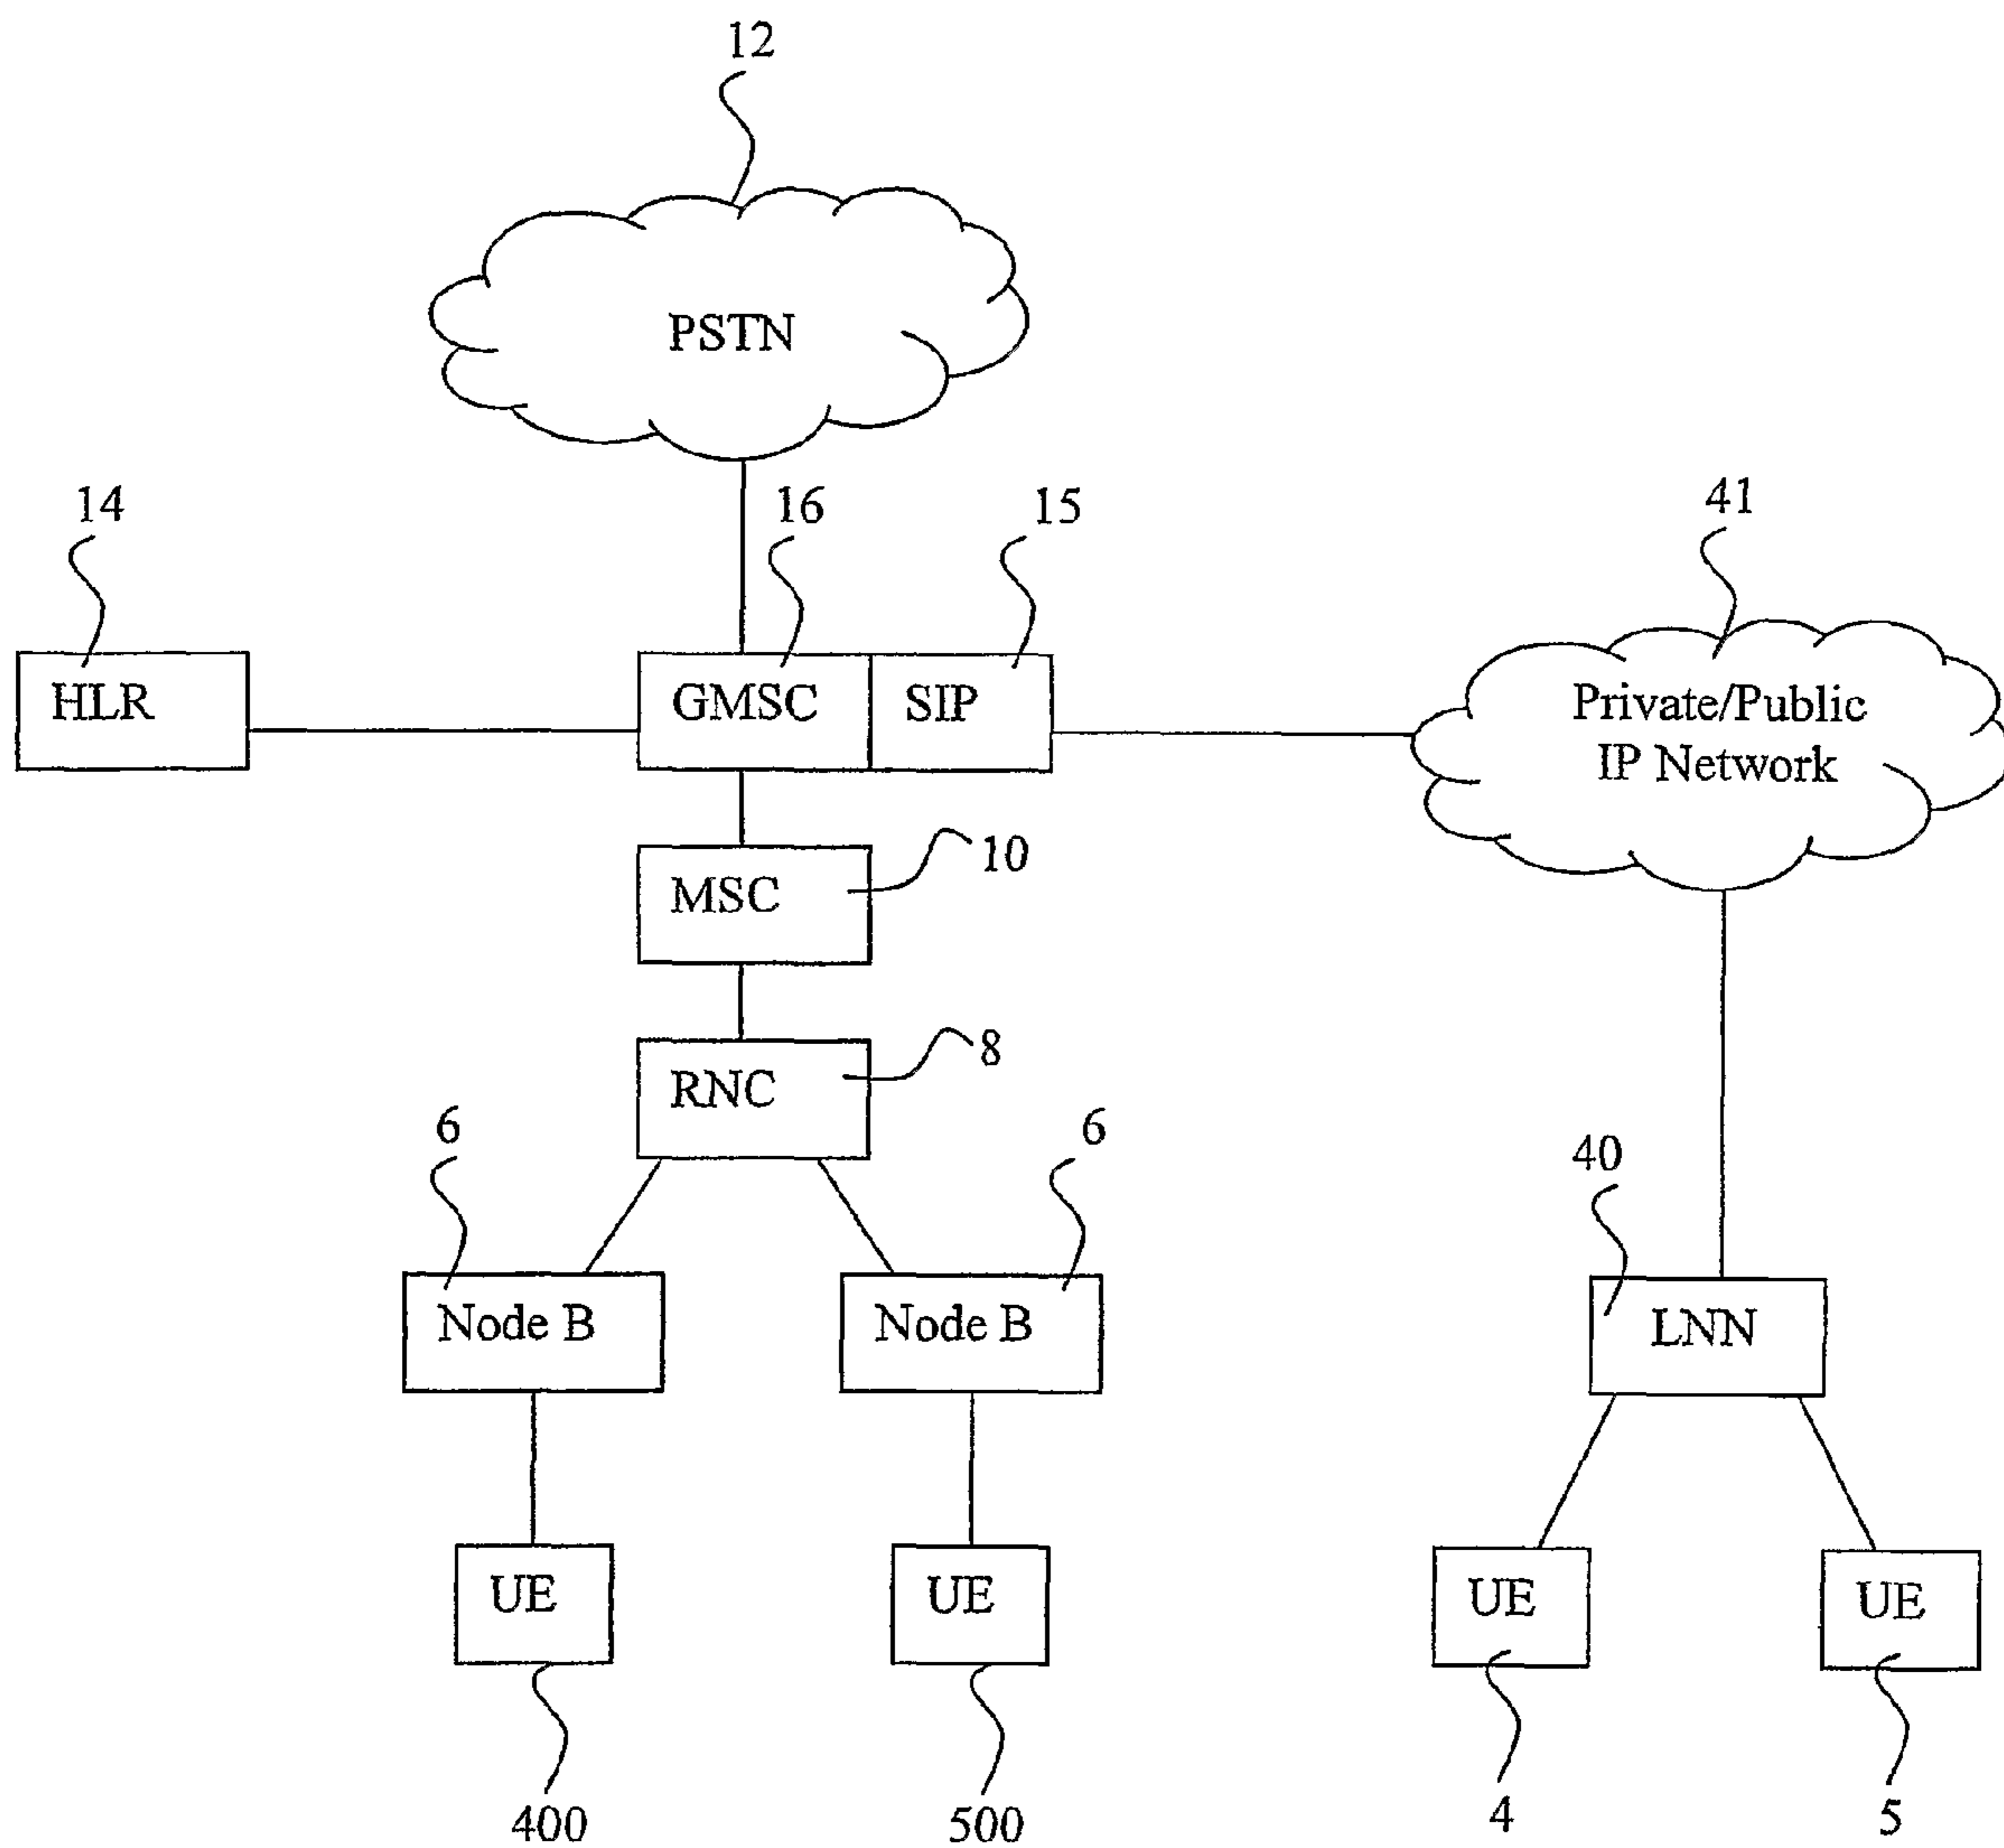 12
PSTN
14
16
15
41
HLR
GMSC
SIP
Private/Public
IP Network
10
MSC
8
RNC
6
6
40
Node B
Node B
LNN
UE
UE
UE
UE
400
500
4
5